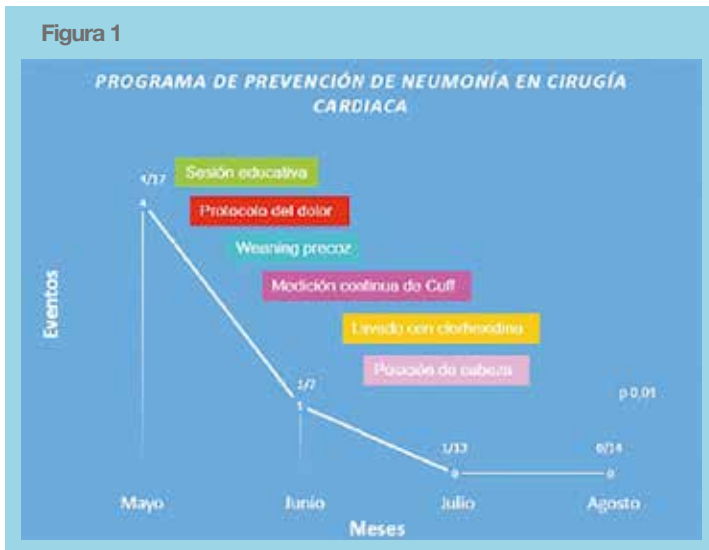 Figura 1
PROGRAMA DE PREVENCIÓN DE NEUMONÍA EN CIRUGÍA
CARDIACA
4/17
Sesión educativa
4
Protocolo del dolor
Weaning precoz
Medición continua de Cuff
Lavado con clorhexidina
Posición de cabeza
Eventos
1/7
1
p 0,01
1/13
0/14
0
0
Mayo
Junio
Julio
Agosto
Meses